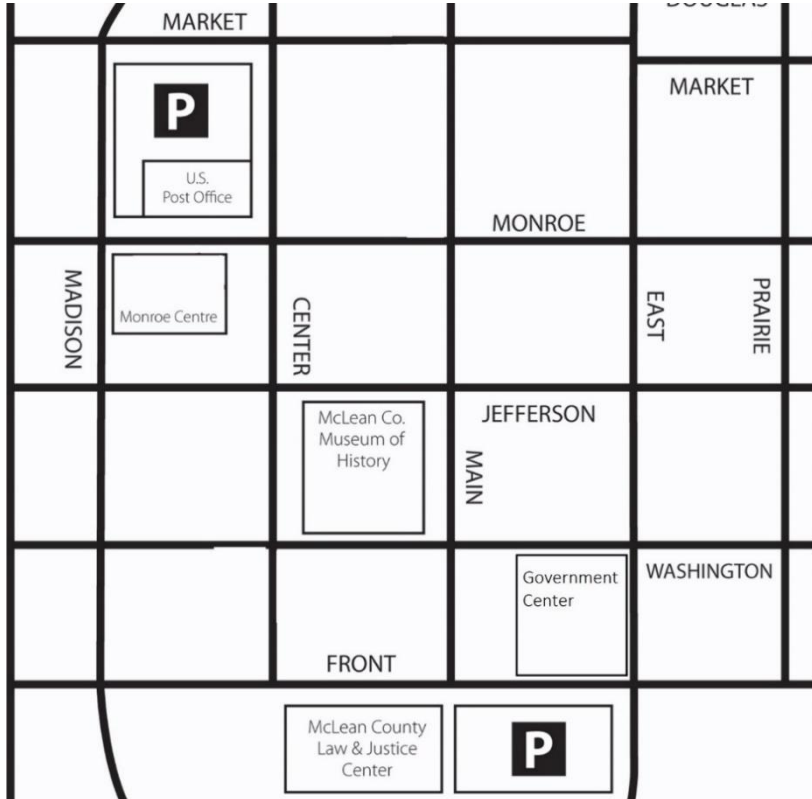 DOUGLAS
MARKET
MARKET
P
U.S.
Post Office
MONROE
MADISON
Monroe Centre
CENTER
EAST
PRAIRIE
McLean Co.
Museum of
History
JEFFERSON
MAIN
Government
Center
WASHINGTON
FRONT
McLean County
Law & Justice
Center
P